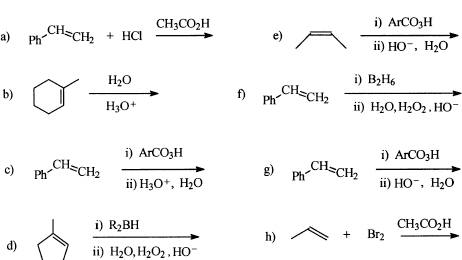 a) Ph CH=CH₂ + HCl CH₃CO₂H
e) i) ArCO₃H
ii) HO⁻, H₂O
b) H₂O
H₃O⁺
f) Ph CH=CH₂ i) B₂H₆
ii) H₂O,H₂O₂,HO⁻
c) Ph CH=CH₂ i) ArCO₃H
ii) H₃O⁺, H₂O
g) Ph CH=CH₂ i) ArCO₃H
ii) HO⁻, H₂O
d) i) R₂BH
ii) H₂O,H₂O₂,HO⁻
h) + Br₂ CH₃CO₂H